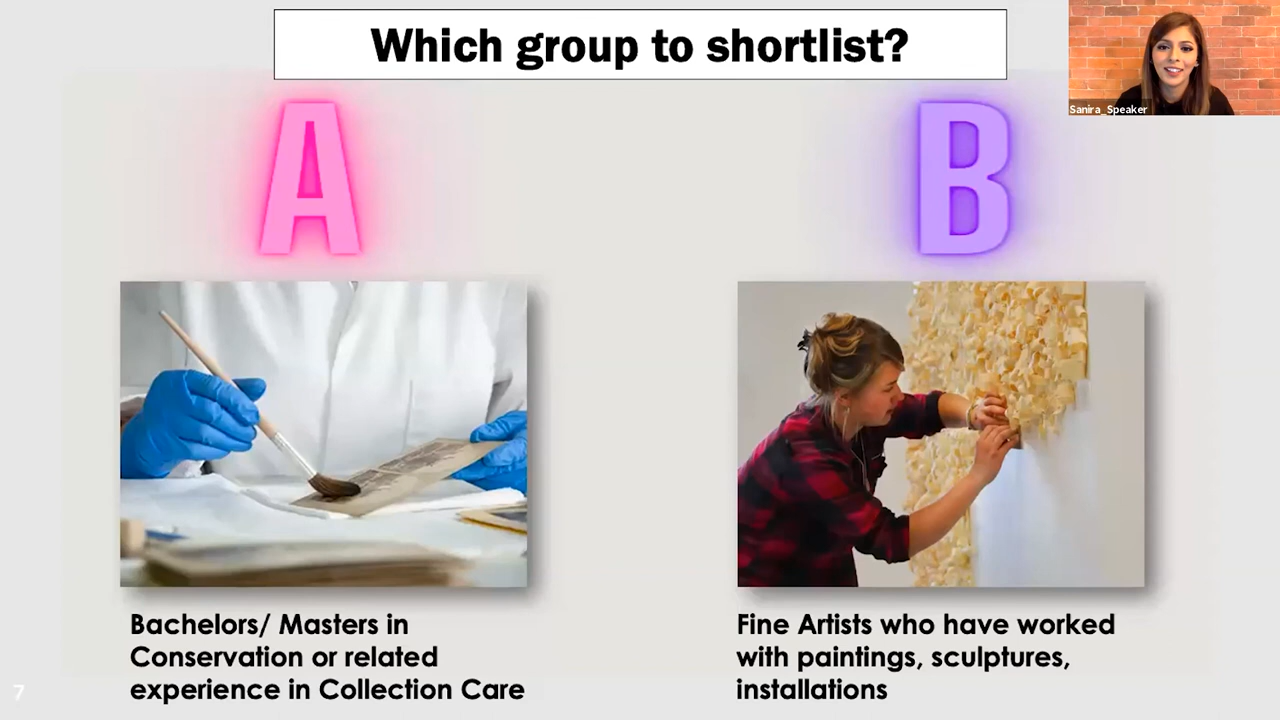 Which group to shortlist?
Sanira_Speaker
A
B
Bachelors/ Masters in
Conservation or related
experience in Collection Care
Fine Artists who have worked
with paintings, sculptures,
installations
7